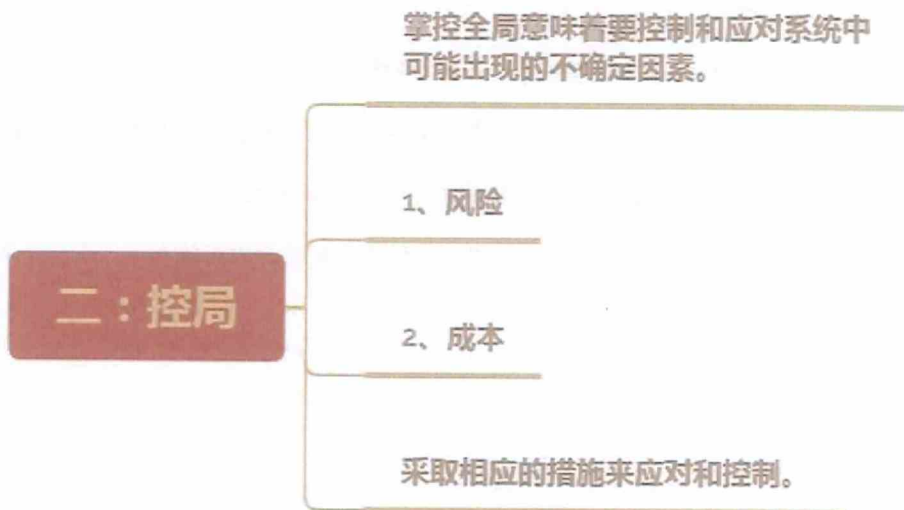 掌控全局意味着要控制和应对系统中
可能出现的不确定因素。
1、风险
二：控局
2、成本
采取相应的措施来应对和控制。